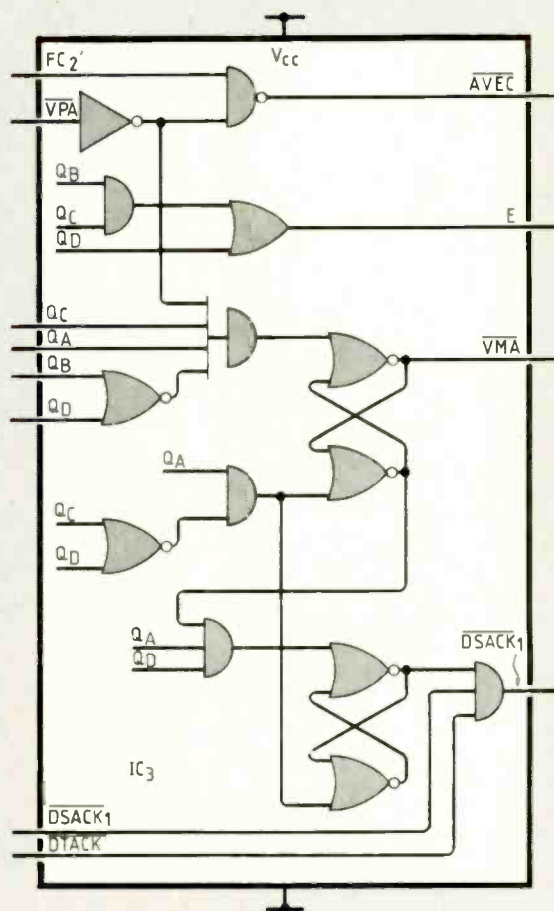 Vcc
FC2'
VPA
AVEC
QB
QC
QD
E
QC
QA
QB
QD
VMA
QA
QC
QD
QA
QD
DSACK1
IC3
DSACK1
DTACK